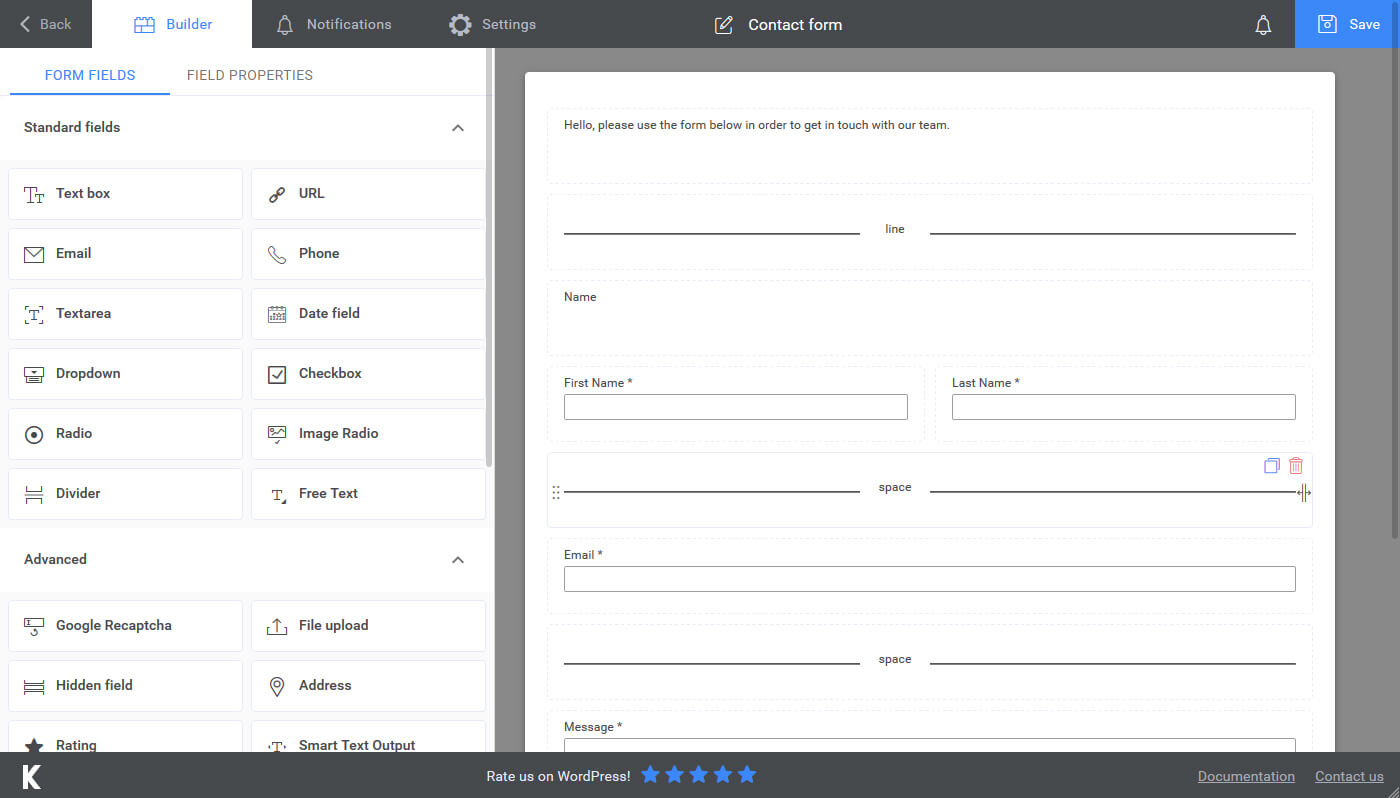 Back
Builder
Notifications
Settings
Contact form
Save
FORM FIELDS
FIELD PROPERTIES
Standard fields
Text box
URL
Email
Phone
Textarea
Date field
Dropdown
Checkbox
Radio
Image Radio
Divider
Free Text
Advanced
Google Recaptcha
File upload
Hidden field
Address
Rating
Smart Text Output
Hello, please use the form below in order to get in touch with our team.
line
Name
First Name *
Last Name *
space
Email *
space
Message *
K
Rate us on WordPress!
Documentation
Contact us